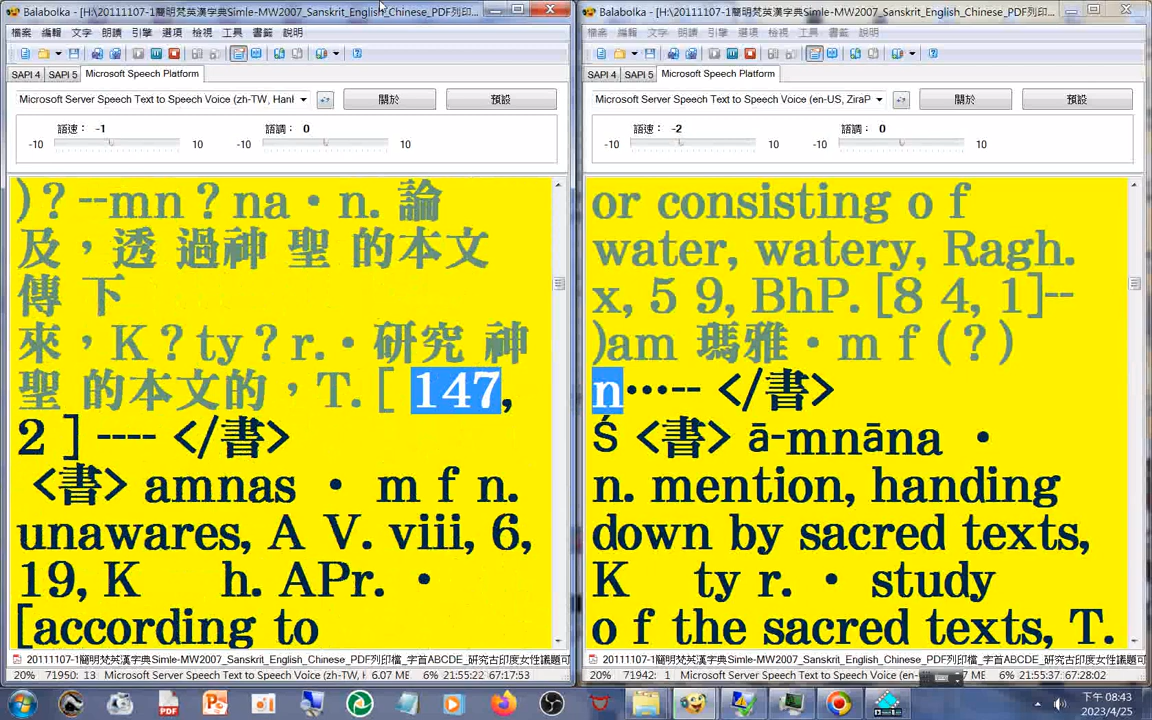 Balabolka - [H:\20111107-1簡明梵英漢字典Simle-MW2007_Sanskrit_English_Chinese_PDF列印...
檔案 編輯 文字 朗讀 引擎 選項 檢視 工具 書籤 說明
SAPI 4 SAPI 5 Microsoft Speech Platform
Microsoft Server Speech Text to Speech Voice (zh-TW, HanH 關於 預設
語速： -1 語調： 0
-10 10 -10 10
)？--mn？na‧n. 論
及，透 過神 聖 的本文
傳 下
來，K？ty？r.‧研究 神
聖 的本文的，T. [ 147,
2 ] ---- </書>
<書> amnas ‧ m f n.
unawares, A V. viii, 6,
19, K h. APr. ‧
[according to
20111107-1簡明梵英漢字典Simle-MW2007_Sanskrit_English_Chinese_PDF列印檔_字首ABCDE_研究古印度女性議題可
20% 71950: 13 Microsoft Server Speech Text to Speech Voice (zh-TW, H 6.07 MB 6% 21:55:22 67:17:53
Balabolka - [H:\20111107-1簡明梵英漢字典Simle-MW2007_Sanskrit_English_Chinese_PDF列印...
檔案 編輯 文字 朗讀 引擎 選項 檢視 工具 書籤 說明
SAPI 4 SAPI 5 Microsoft Speech Platform
Microsoft Server Speech Text to Speech Voice (en-US, ZiraP 關於 預設
語速： -2 語調： 0
-10 10 -10 10
or consisting o f
water, watery, Ragh.
x, 5 9, BhP. [8 4, 1]--
)am 瑪雅‧m f (？)
n…-- </書>
Ś <書> ā-mnāna ‧
n. mention, handing
down by sacred texts,
K ty r. ‧ study
o f the sacred texts, T.
20111107-1簡明梵英漢字典Simle-MW2007_Sanskrit_English_Chinese_PDF列印檔_字首ABCDE_研究古印度女性議題可
20% 71942: 1 Microsoft Server Speech Text to Speech Voice (en-US 6% 21:55:37 67:28:02
下午 08:43
2023/4/25